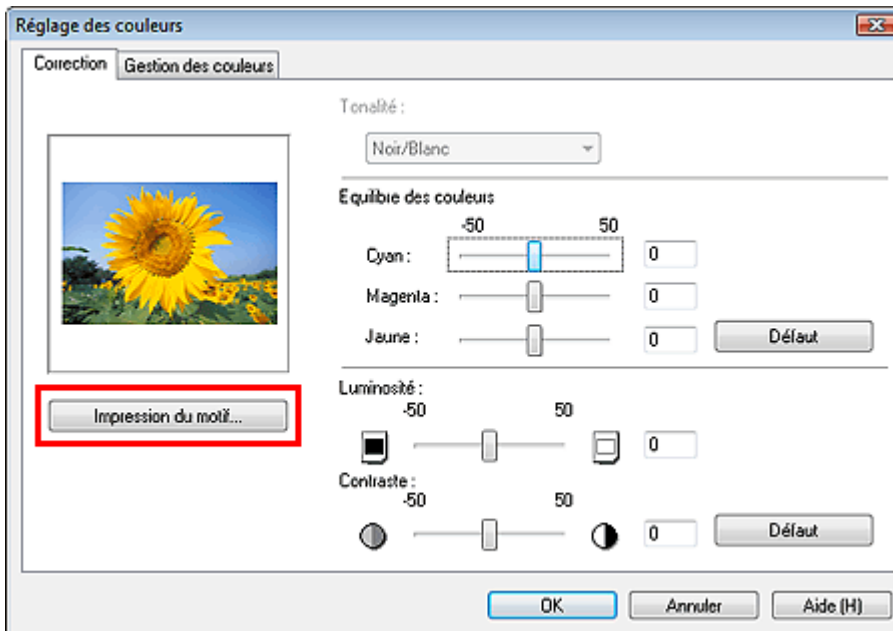 Réglage des couleurs
Correction
Gestion des couleurs
Tonalité :
Noir/Blanc
Equilibre des couleurs
-50 50
Cyan : 0
Magenta : 0
Jaune : 0 Défaut
Impression du motif...
Luminosité :
-50 50
0
Contraste :
-50 50
0 Défaut
OK Annuler Aide (H)